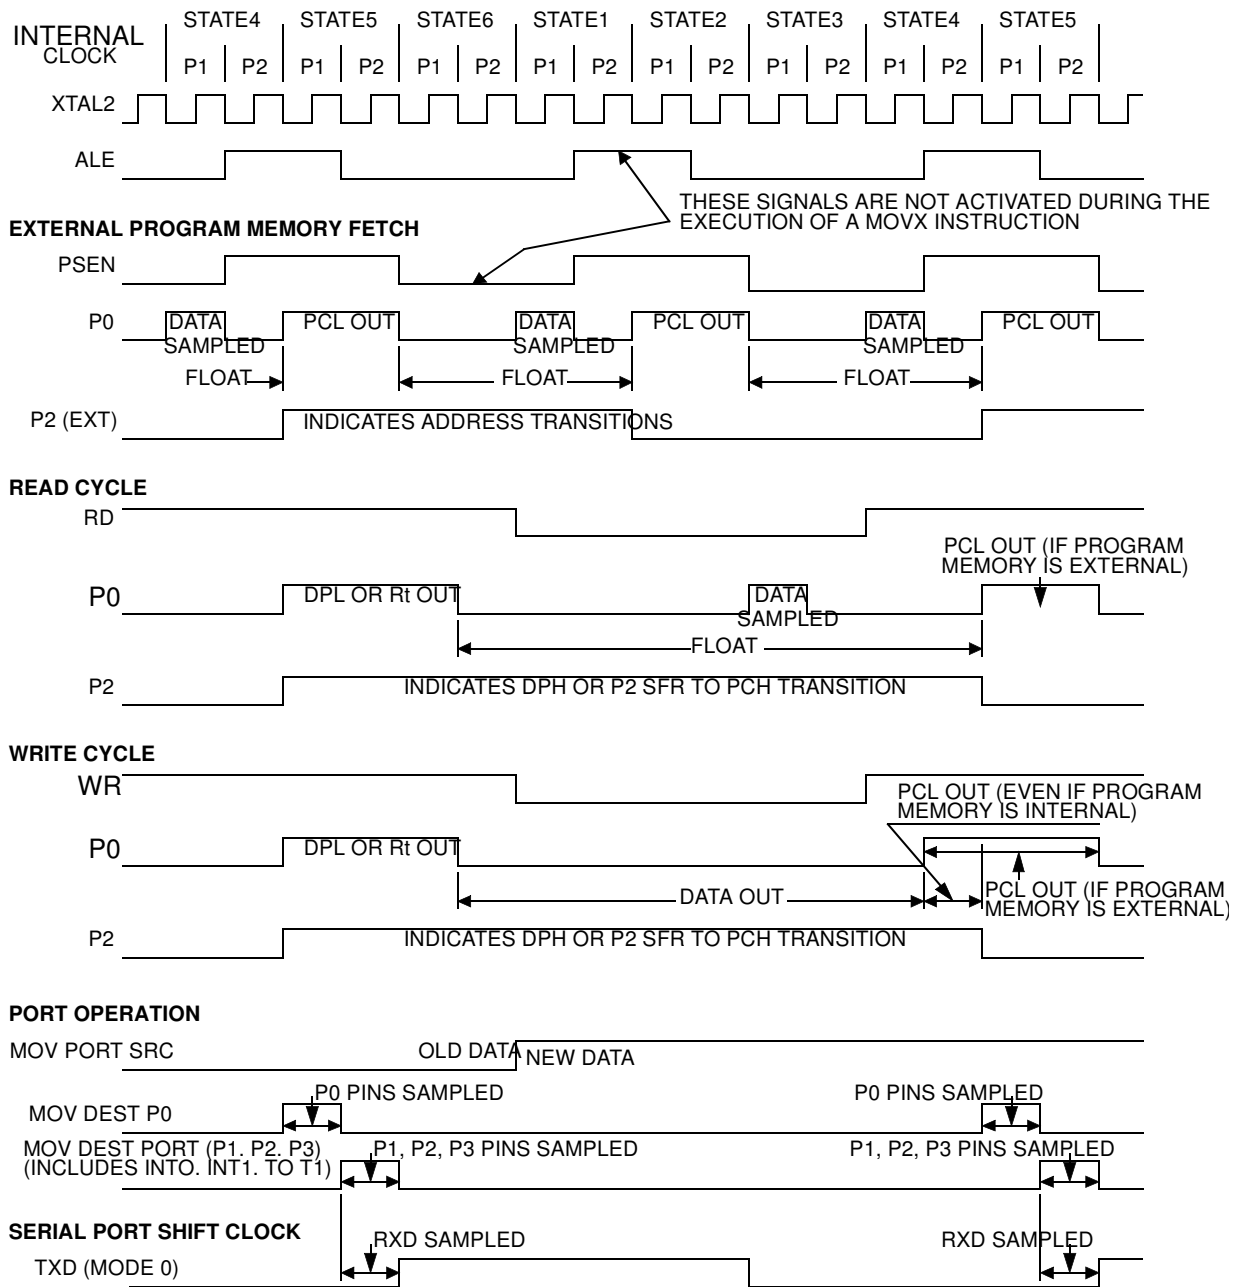 STATE4 STATE5 STATE6 STATE1 STATE2 STATE3 STATE4 STATE5
INTERNAL
CLOCK
P1 P2 P1 P2 P1 P2 P1 P2 P1 P2 P1 P2 P1 P2 P1 P2
XTAL2
ALE
THESE SIGNALS ARE NOT ACTIVATED DURING THE
EXECUTION OF A MOVX INSTRUCTION
EXTERNAL PROGRAM MEMORY FETCH
PSEN
P0 DATA PCL OUT DATA PCL OUT DATA PCL OUT
SAMPLED SAMPLED SAMPLED
FLOAT FLOAT FLOAT
P2 (EXT) INDICATES ADDRESS TRANSITIONS
READ CYCLE
RD
PCL OUT (IF PROGRAM
MEMORY IS EXTERNAL)
P0 DPL OR Rt OUT DATA
SAMPLED
FLOAT
P2 INDICATES DPH OR P2 SFR TO PCH TRANSITION
WRITE CYCLE
WR
PCL OUT (EVEN IF PROGRAM
MEMORY IS INTERNAL)
P0 DPL OR Rt OUT
DATA OUT
PCL OUT (IF PROGRAM
MEMORY IS EXTERNAL)
P2 INDICATES DPH OR P2 SFR TO PCH TRANSITION
PORT OPERATION
MOV PORT SRC OLD DATA NEW DATA
P0 PINS SAMPLED P0 PINS SAMPLED
MOV DEST P0
MOV DEST PORT (P1. P2. P3) P1, P2, P3 PINS SAMPLED P1, P2, P3 PINS SAMPLED
(INCLUDES INTO. INT1. TO T1)
SERIAL PORT SHIFT CLOCK
RXD SAMPLED RXD SAMPLED
TXD (MODE 0)